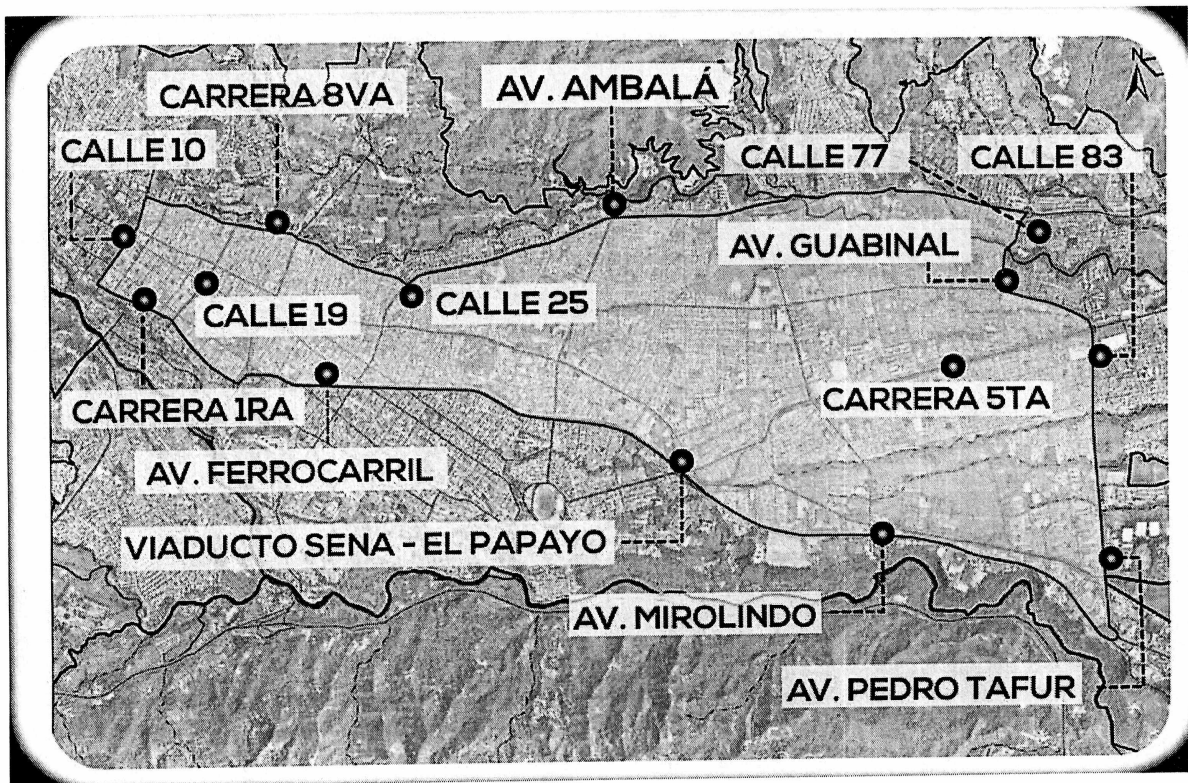 CARRERA 8VA
AV. AMBALÁ
CALLE 10
CALLE 77
CALLE 83
AV. GUABINAL
CALLE 19
CALLE 25
CARRERA 1RA
CARRERA 5TA
AV. FERROCARRIL
VIADUCTO SENA - EL PAPAYO
AV. MIROLINDO
AV. PEDRO TAFUR